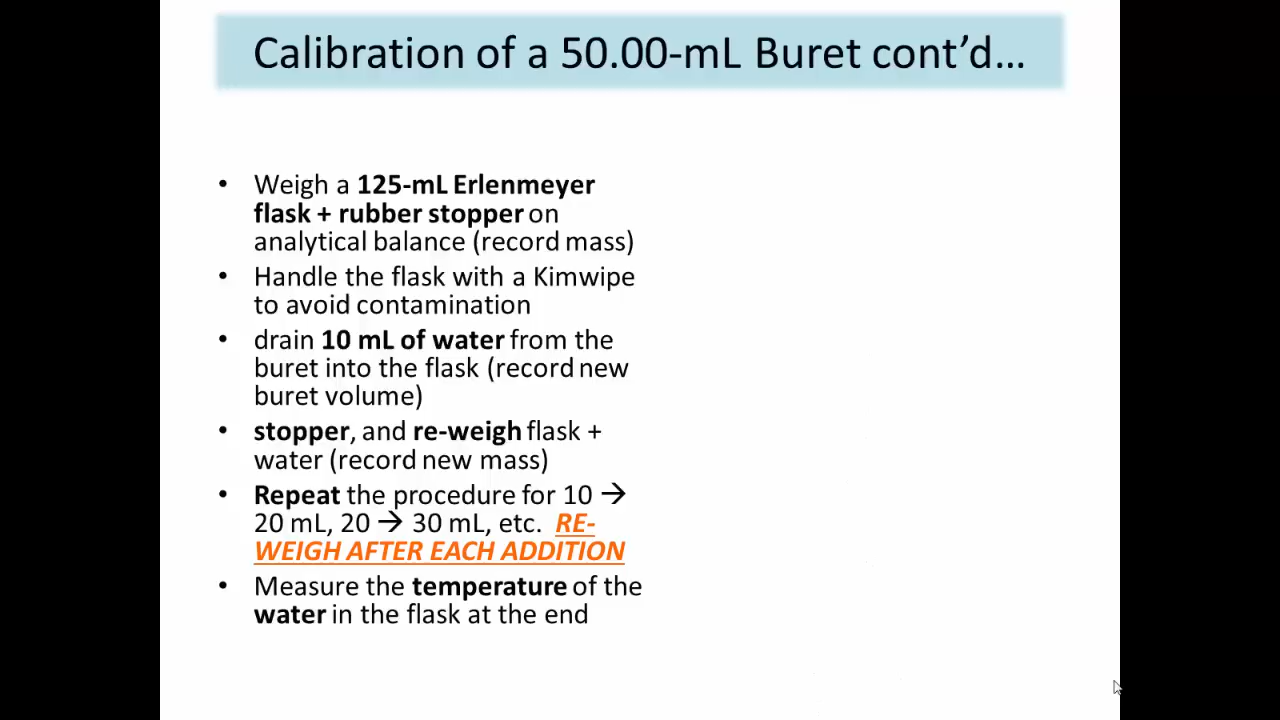 Calibration of a 50.00-mL Buret cont’d…
• Weigh a 125-mL Erlenmeyer
flask + rubber stopper on
analytical balance (record mass)
• Handle the flask with a Kimwipe
to avoid contamination
• drain 10 mL of water from the
buret into the flask (record new
buret volume)
• stopper, and re-weigh flask +
water (record new mass)
• Repeat the procedure for 10 →
20 mL, 20 → 30 mL, etc. RE-
WEIGH AFTER EACH ADDITION
• Measure the temperature of the
water in the flask at the end